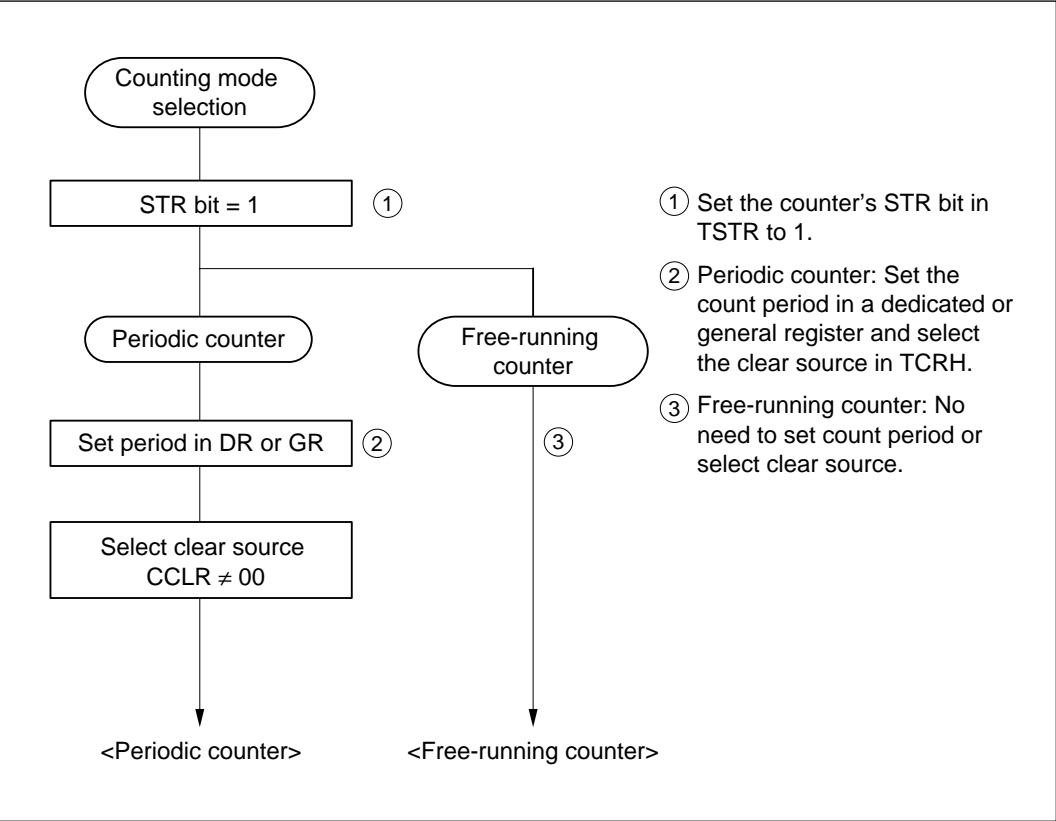 Counting mode
selection
STR bit = 1
1
Periodic counter
Free-running
counter
Set period in DR or GR
2
3
Select clear source
CCLR ≠ 00
<Periodic counter>
<Free-running counter>
1 Set the counter's STR bit in
TSTR to 1.
2 Periodic counter: Set the
count period in a dedicated or
general register and select
the clear source in TCRH.
3 Free-running counter: No
need to set count period or
select clear source.